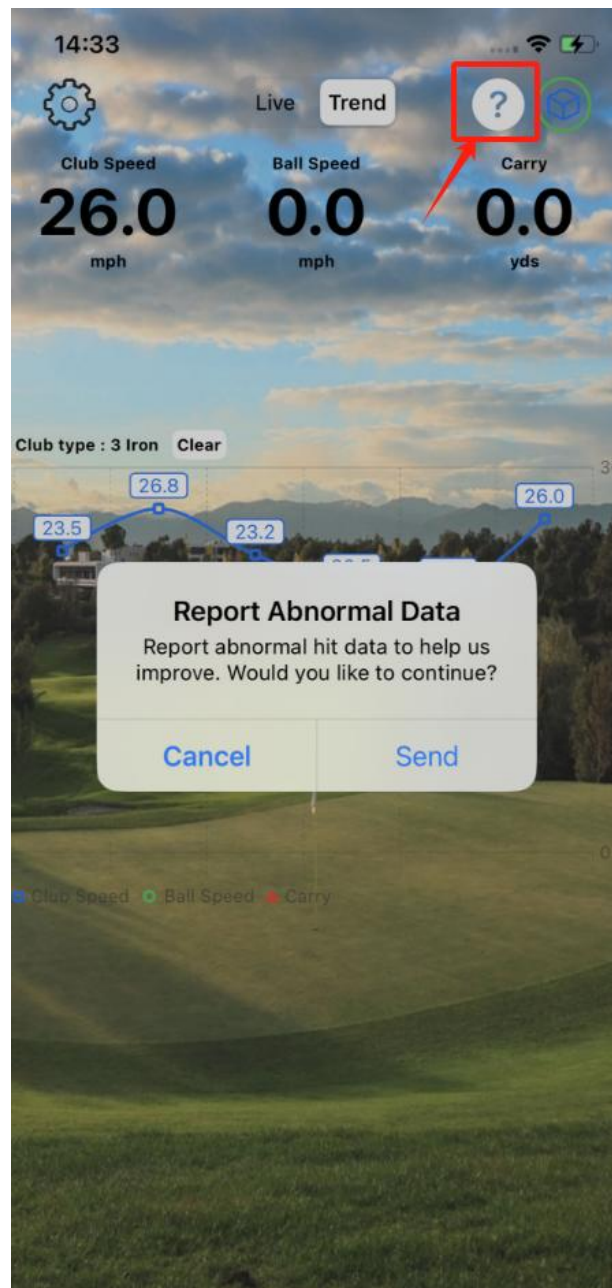 14:33
Live Trend ?
Club Speed Ball Speed Carry
26.0 0.0 0.0
mph mph yds
Club type : 3 Iron Clear
3
26.8
26.0
23.5
23.2
Report Abnormal Data
Report abnormal hit data to help us
improve. Would you like to continue?
Cancel Send
0
Club Speed Ball Speed Carry